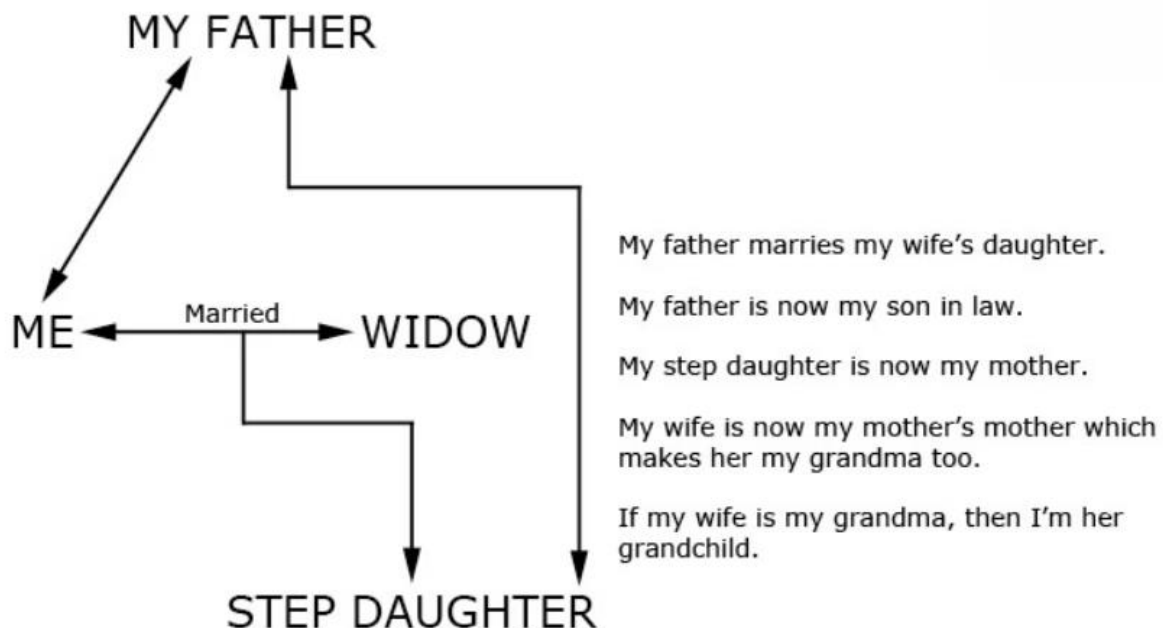 MY FATHER
My father marries my wife’s daughter.
My father is now my son in law.
ME
Married
WIDOW
My step daughter is now my mother.
My wife is now my mother’s mother which
makes her my grandma too.
If my wife is my grandma, then I’m her
grandchild.
STEP DAUGHTER